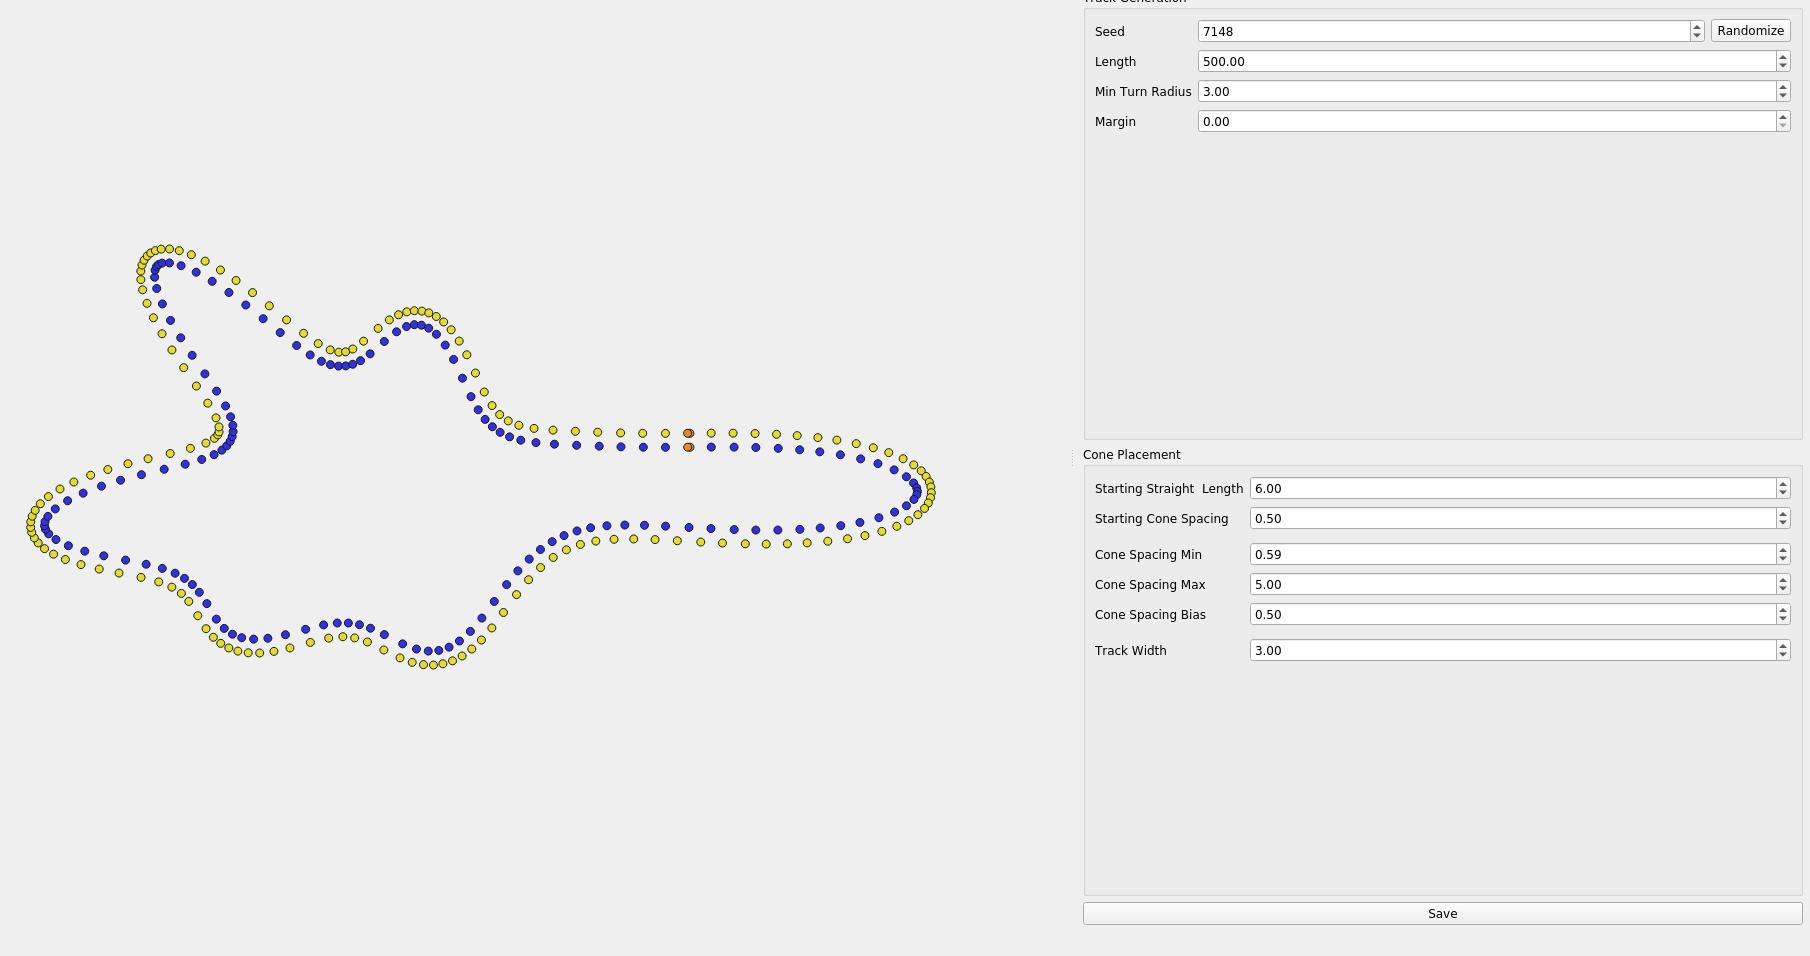 Track Generation
Seed 7148 Randomize
Length 500.00
Min Turn Radius 3.00
Margin 0.00
Cone Placement
Starting Straight Length 6.00
Starting Cone Spacing 0.50
Cone Spacing Min 0.59
Cone Spacing Max 5.00
Cone Spacing Bias 0.50
Track Width 3.00
Save